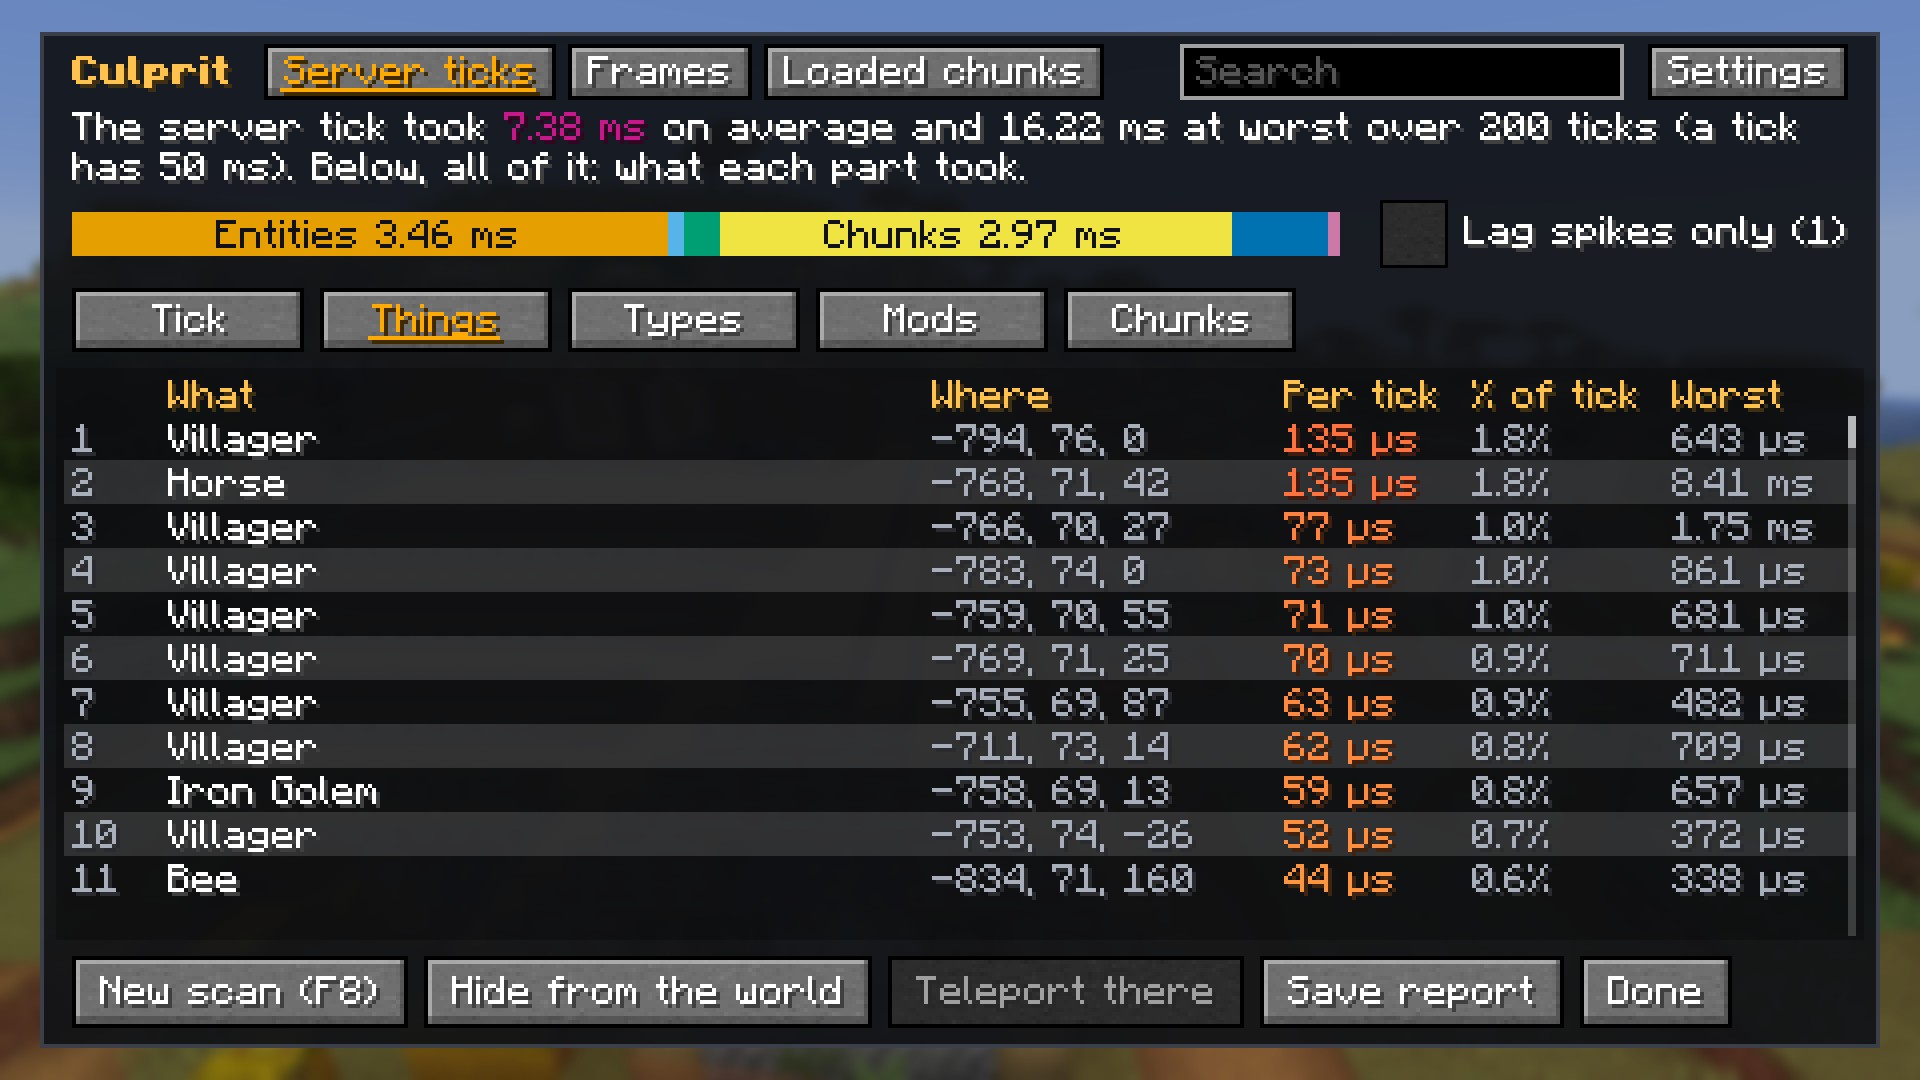 Culprit Server ticks Frames Loaded chunks Search Settings
The server tick took 7.38 ms on average and 16.22 ms at worst over 200 ticks (a tick
has 50 ms). Below, all of it: what each part took.
Entities 3.46 ms Chunks 2.97 ms Lag spikes only (1)
Tick Things Types Mods Chunks
What Where Per tick % of tick Worst
1 Villager -794, 76, 0 135 µs 1.8% 643 µs
2 Horse -768, 71, 42 135 µs 1.8% 8.41 ms
3 Villager -766, 70, 27 77 µs 1.0% 1.75 ms
4 Villager -783, 74, 0 73 µs 1.0% 861 µs
5 Villager -759, 70, 55 71 µs 1.0% 681 µs
6 Villager -769, 71, 25 70 µs 0.9% 711 µs
7 Villager -755, 69, 87 63 µs 0.9% 482 µs
8 Villager -711, 73, 14 62 µs 0.8% 709 µs
9 Iron Golem -758, 69, 13 59 µs 0.8% 657 µs
10 Villager -753, 74, -26 52 µs 0.7% 372 µs
11 Bee -834, 71, 160 44 µs 0.6% 338 µs
New scan (F8) Hide from the world Teleport there Save report Done